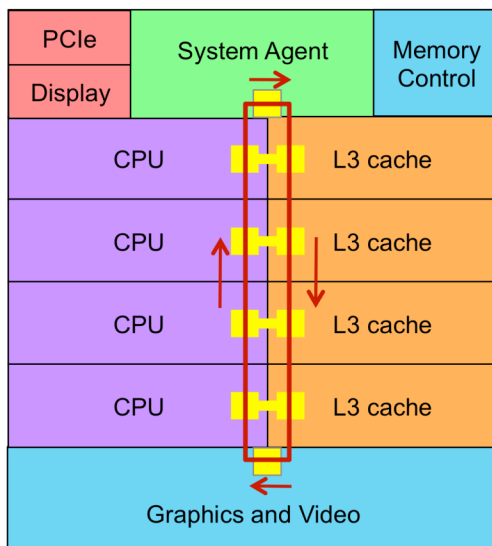 PCIe
System Agent
Memory
Control
Display
CPU
L3 cache
CPU
L3 cache
CPU
L3 cache
CPU
L3 cache
Graphics and Video